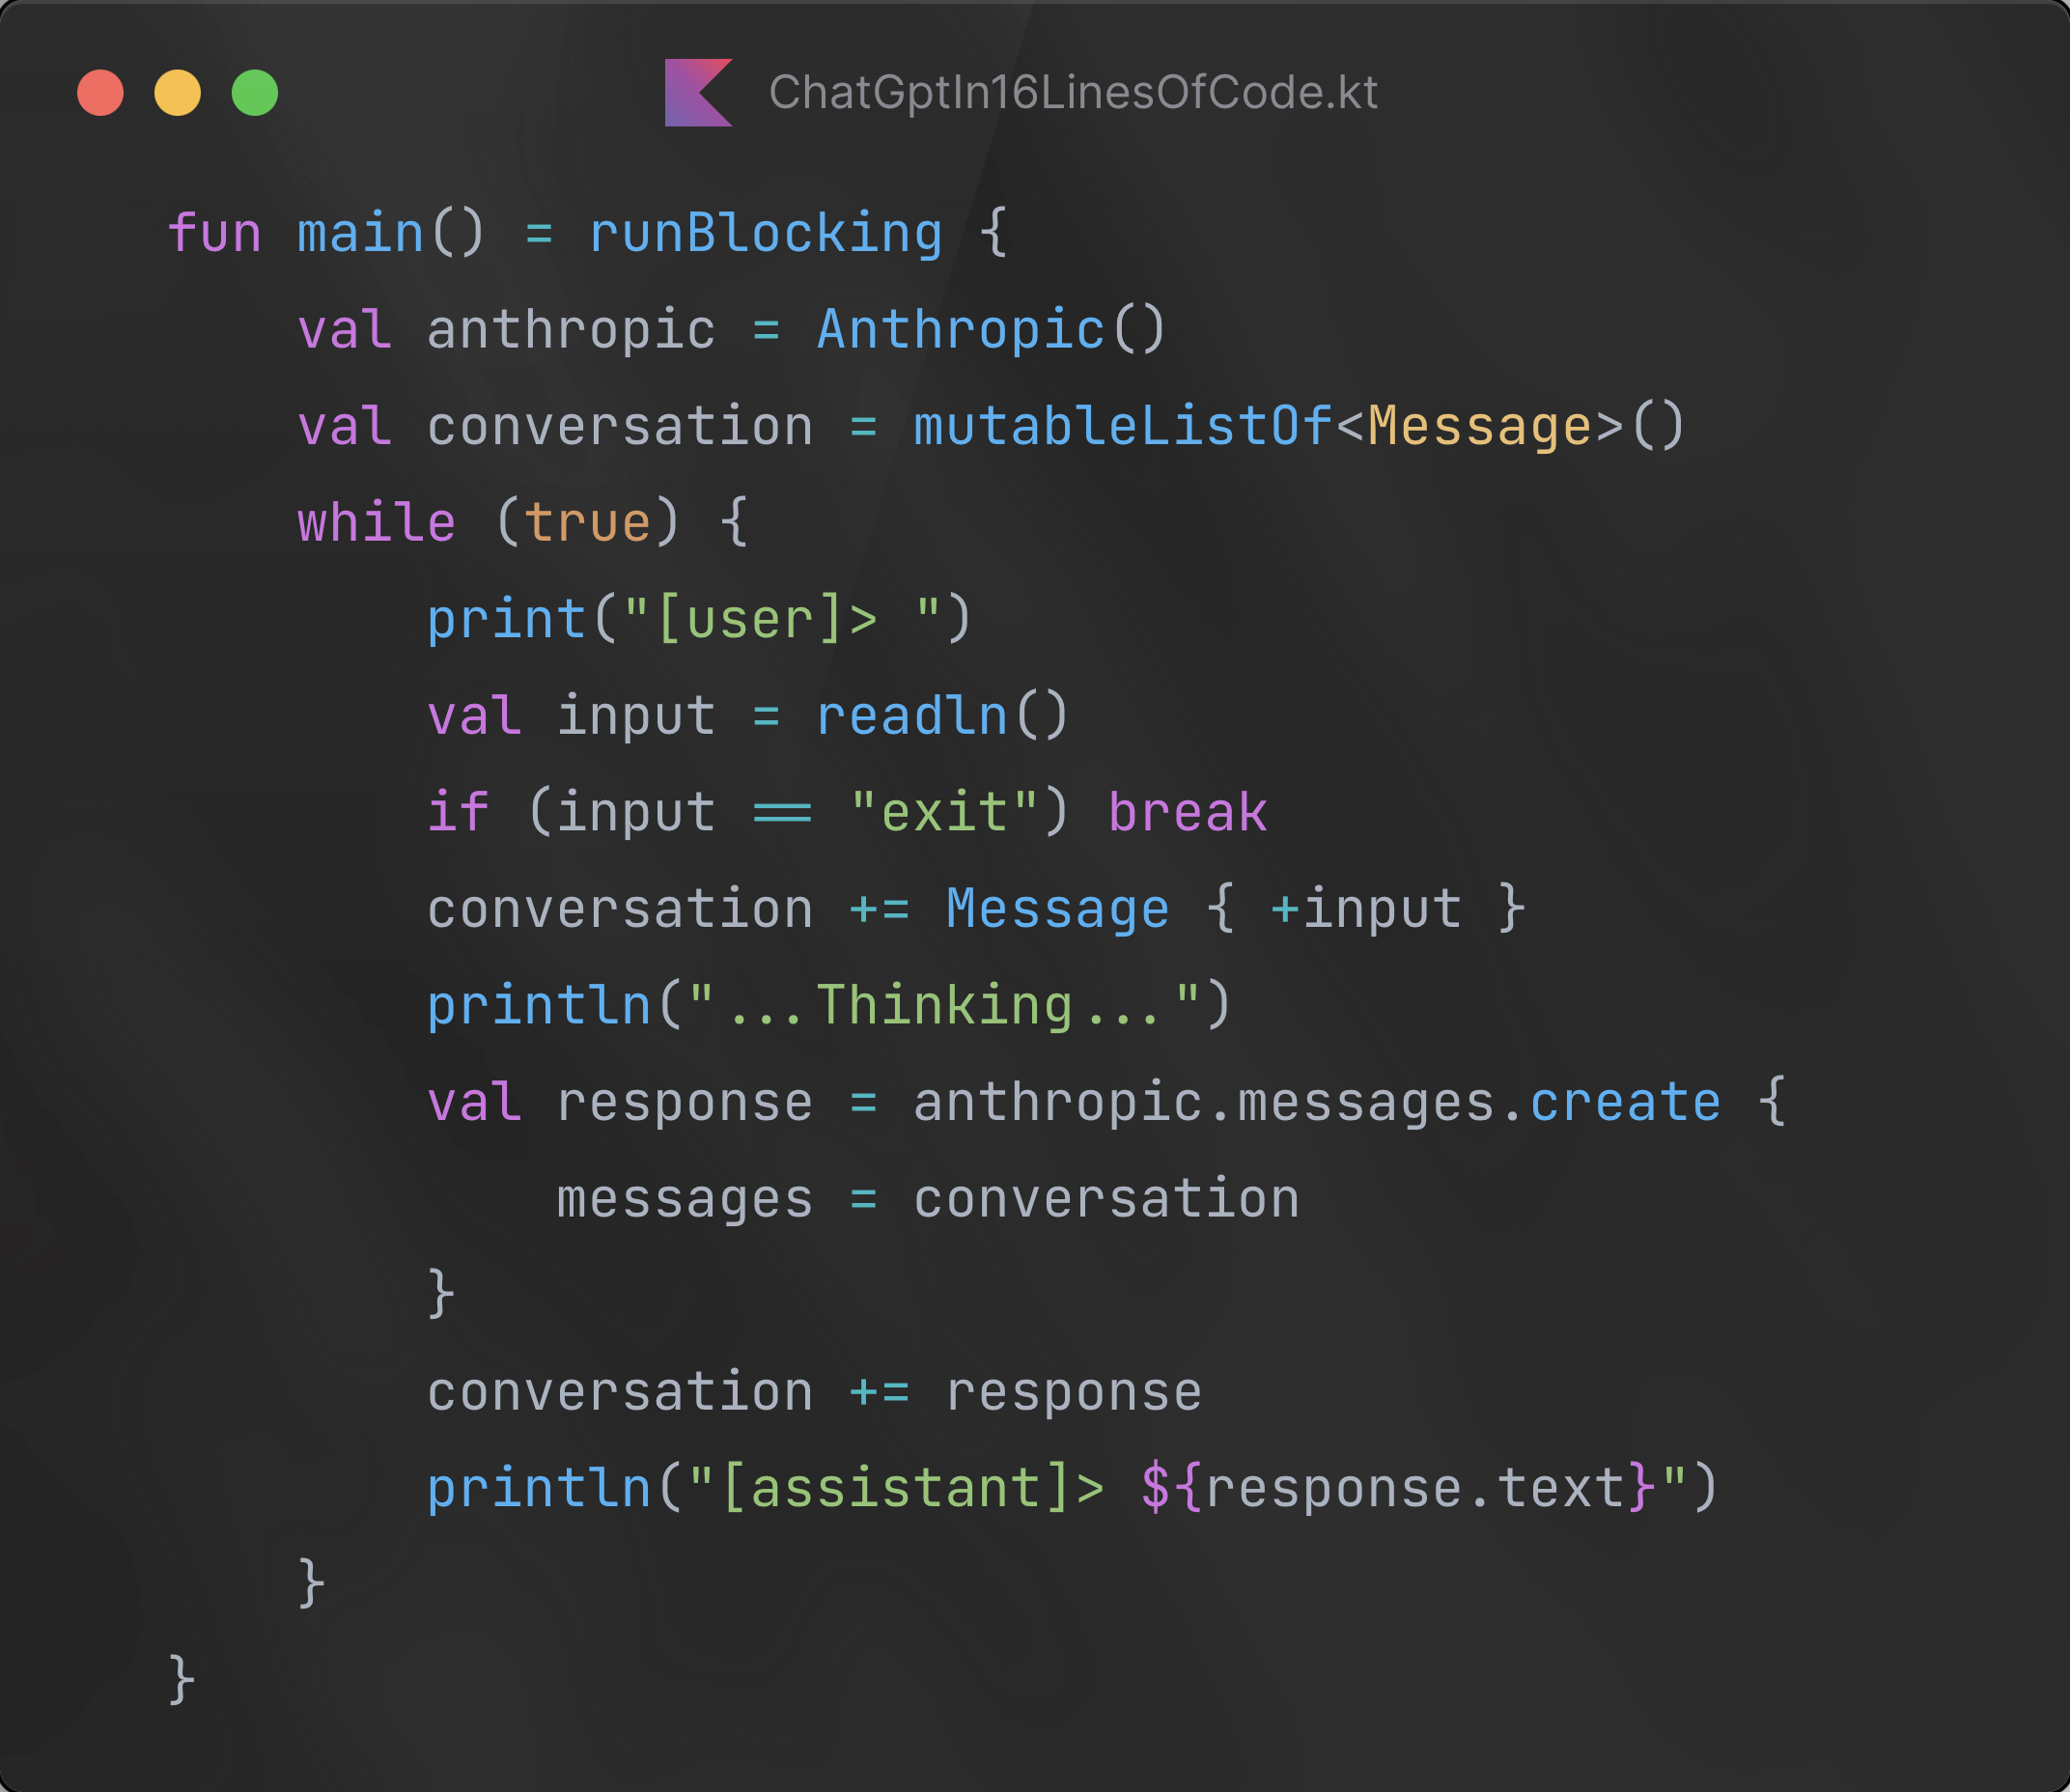 ChatGptIn16LinesOfCode.kt
fun main() = runBlocking {
    val anthropic = Anthropic()
    val conversation = mutableListOf<Message>()
    while (true) {
        print("[user]> ")
        val input = readln()
        if (input == "exit") break
        conversation += Message { +input }
        println("...Thinking...")
        val response = anthropic.messages.create {
            messages = conversation
        }
        conversation += response
        println("[assistant]> ${response.text}")
    }
}